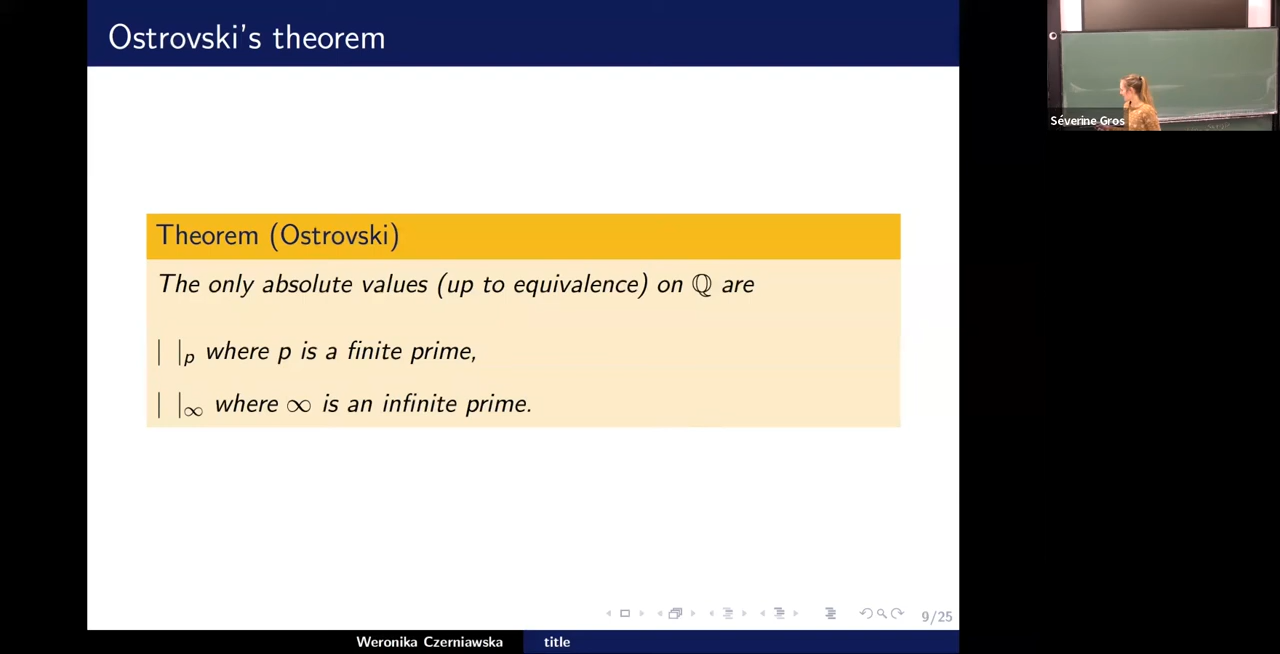 Ostrovski's theorem
Séverine Gros
Theorem (Ostrovski)
The only absolute values (up to equivalence) on ℚ are
| |ₚ where p is a finite prime,
| |∞ where ∞ is an infinite prime.
9/25
Weronika Czerniawska title